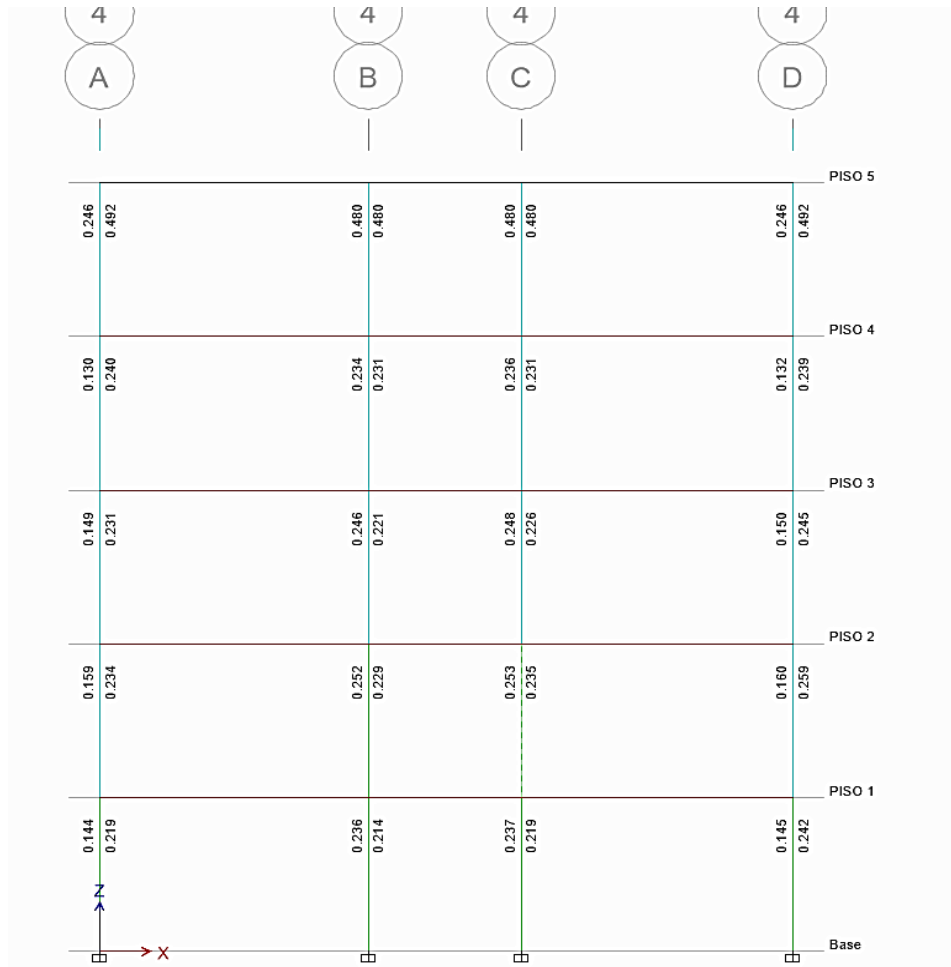 4 4 4 4
A B C D
PISO 5
0.246 0.492 0.480 0.480 0.480 0.480 0.246 0.492
PISO 4
0.130 0.240 0.234 0.231 0.236 0.231 0.132 0.239
PISO 3
0.149 0.231 0.246 0.221 0.248 0.226 0.150 0.245
PISO 2
0.159 0.234 0.252 0.229 0.253 0.235 0.160 0.259
PISO 1
0.144 0.219 0.236 0.214 0.237 0.219 0.145 0.242
Z
X
Base